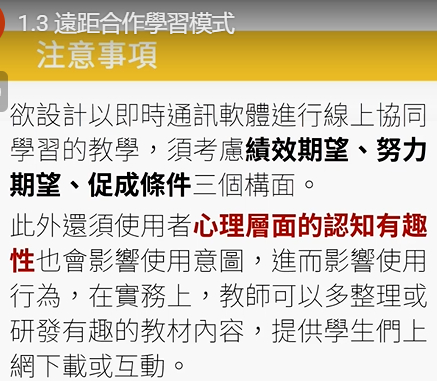 1.3 遠距合作學習模式
注意事項
欲設計以即時通訊軟體進行線上協同
學習的教學，須考慮績效期望、努力
期望、促成條件三個構面。
此外還須使用者心理層面的認知有趣
性也會影響使用意圖，進而影響使用
行為，在實務上，教師可以多整理或
研發有趣的教材內容，提供學生們上
網下載或互動。